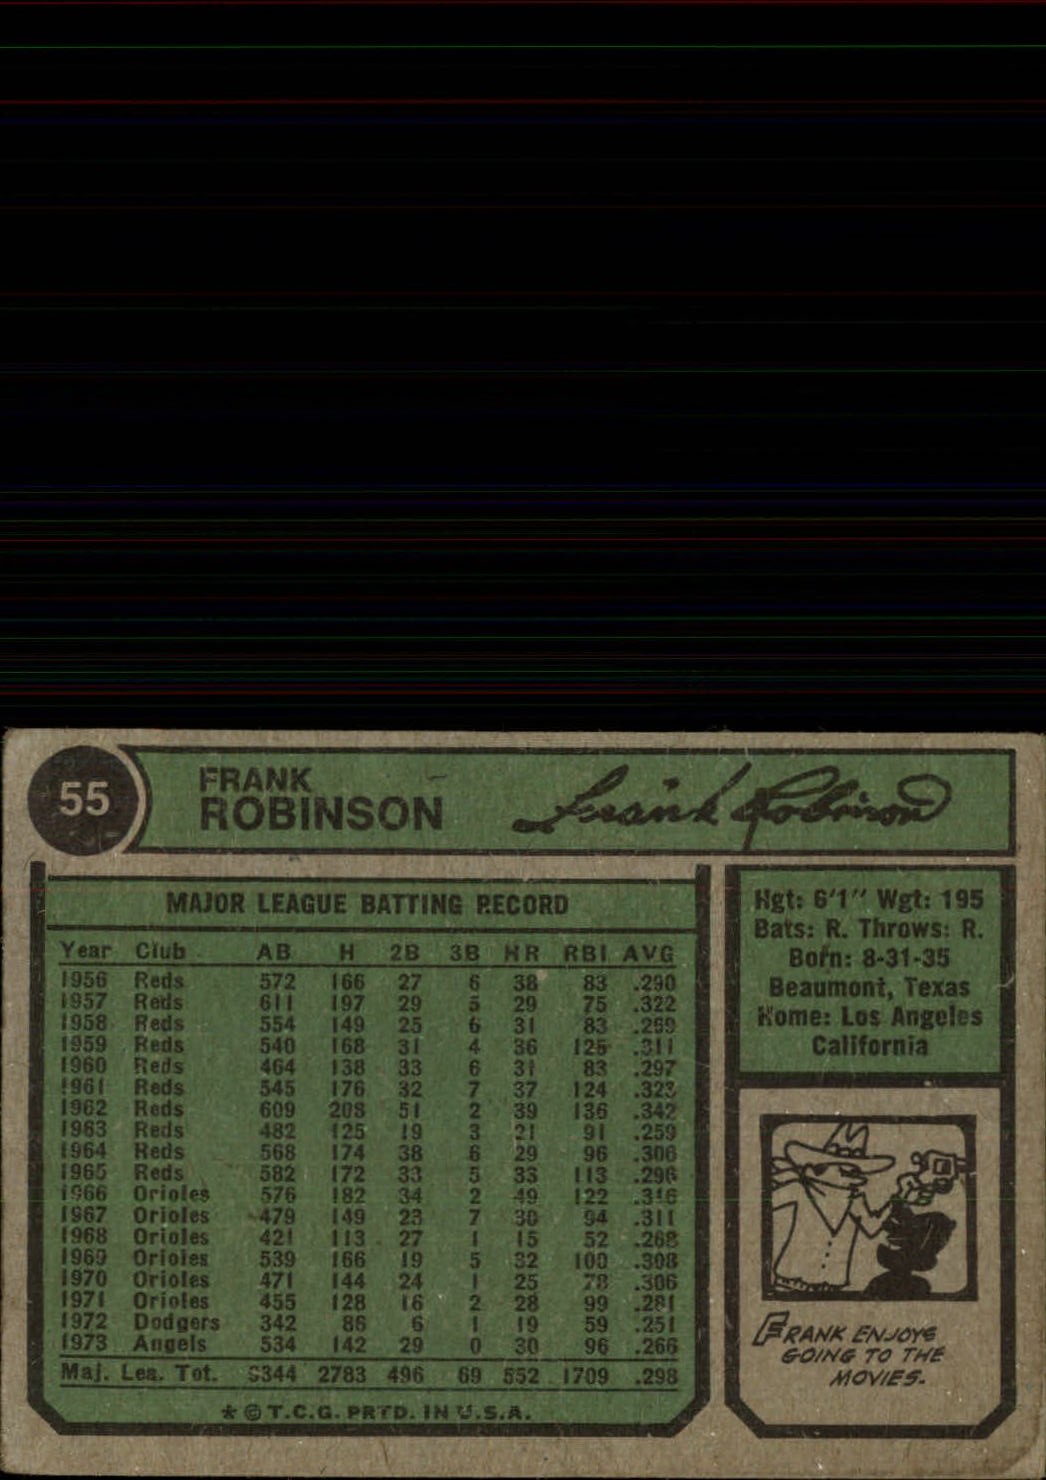 55
FRANK
ROBINSON
Frank Robinson
MAJOR LEAGUE BATTING RECORD
Year Club AB H 2B 3B HR RBI AVG
1956 Reds 572 166 27 6 38 83 .290
1957 Reds 611 197 29 5 29 75 .322
1958 Reds 554 149 25 6 31 83 .269
1959 Reds 540 168 31 4 36 125 .311
1960 Reds 464 138 33 6 31 83 .297
1961 Reds 545 176 32 7 37 124 .323
1962 Reds 609 208 51 2 39 136 .342
1963 Reds 482 125 19 3 21 91 .259
1964 Reds 568 174 38 6 29 96 .306
1965 Reds 582 172 33 5 33 113 .296
1966 Orioles 576 182 34 2 49 122 .316
1967 Orioles 479 149 23 7 30 94 .311
1968 Orioles 421 113 27 1 15 52 .268
1969 Orioles 539 166 19 5 32 100 .308
1970 Orioles 471 144 24 1 25 78 .306
1971 Orioles 455 128 16 2 28 99 .281
1972 Dodgers 342 86 6 1 19 59 .251
1973 Angels 534 142 29 0 30 96 .266
Maj. Lea. Tot. 9344 2783 496 69 552 1709 .298
* © T.C.G. PRTD. IN U.S.A.
Hgt: 6'1'' Wgt: 195
Bats: R. Throws: R.
Born: 8-31-35
Beaumont, Texas
Home: Los Angeles
California
FRANK ENJOYS
GOING TO THE
MOVIES.